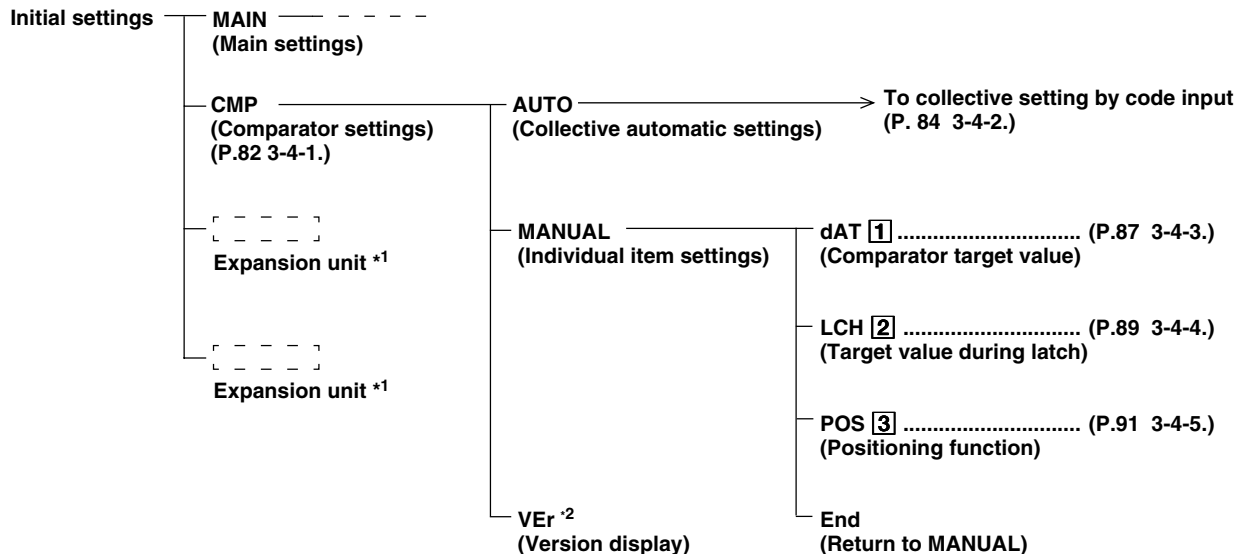 Initial settings
MAIN
(Main settings)
CMP
(Comparator settings)
(P.82 3-4-1.)
Expansion unit *1
Expansion unit *1
AUTO
(Collective automatic settings)
To collective setting by code input
(P. 84 3-4-2.)
MANUAL
(Individual item settings)
dAT 1 ............................... (P.87 3-4-3.)
(Comparator target value)
LCH 2 .............................. (P.89 3-4-4.)
(Target value during latch)
POS 3 .............................. (P.91 3-4-5.)
(Positioning function)
End
(Return to MANUAL)
VEr *2
(Version display)